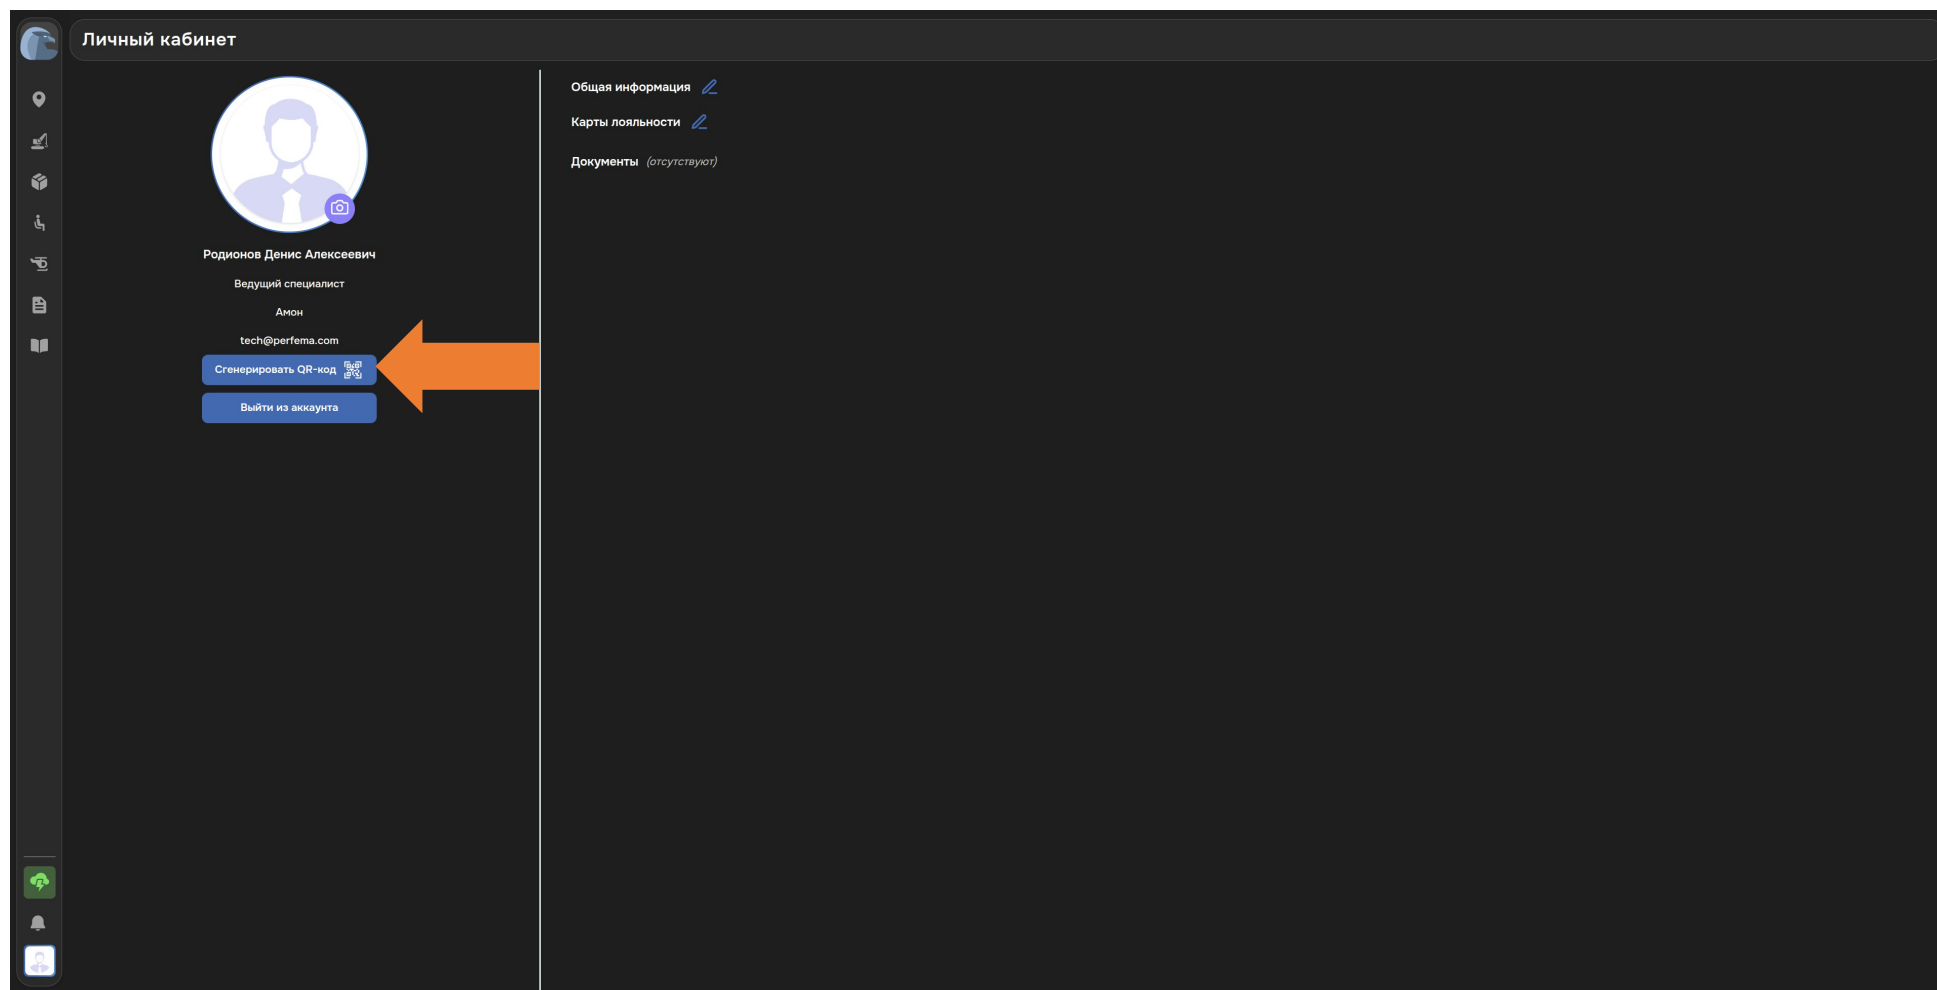 Личный кабинет
Родионов Денис Алексеевич
Ведущий специалист
Амон
tech@perfema.com
Сгенерировать QR-код
Выйти из аккаунта
Общая информация
Карты лояльности
Документы (отсутствуют)